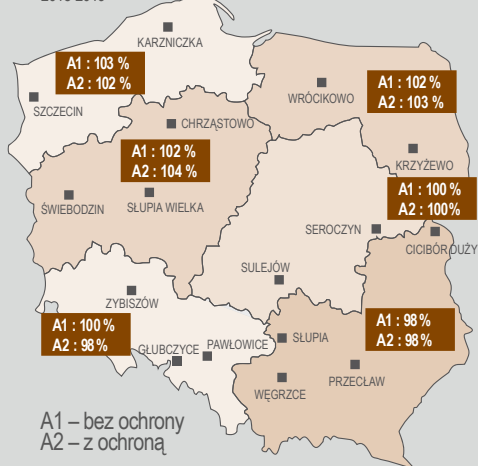 KARZNICZKA
A1 : 103 %
A2 : 102 %
SZCZECIN
WRÓCIKOWO
A1 : 102 %
A2 : 103 %
CHRZĄSTOWO
A1 : 102 %
A2 : 104 %
KRZYŻEWO
ŚWIEBODZIN
SŁUPIA WIELKA
A1 : 100 %
A2 : 100%
SEROCZYN
CICIBÓR DUŻY
SULEJÓW
ZYBISZÓW
A1 : 100 %
A2 : 98%
GŁUBCZYCE
PAWŁOWICE
SŁUPIA
A1 : 98%
A2 : 98%
WĘGRZCE
PRZECŁAW
A1 – bez ochrony
A2 – z ochroną